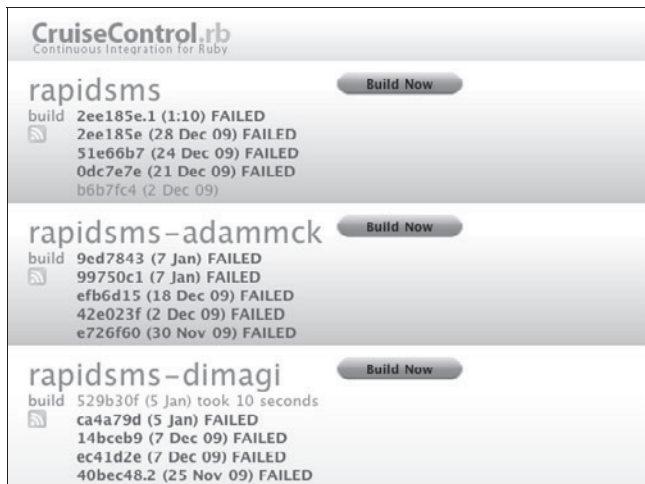 CruiseControl.rb
Continuous Integration for Ruby
rapidsms
Build Now
build 2ee185e.1 (1:10) FAILED
2ee185e (28 Dec 09) FAILED
51e66b7 (24 Dec 09) FAILED
0dc7e7e (21 Dec 09) FAILED
b6b7fc4 (2 Dec 09)
rapidsms-adammck
Build Now
build 9ed7843 (7 Jan) FAILED
99750c1 (7 Jan) FAILED
efb6d15 (18 Dec 09) FAILED
42e023f (2 Dec 09) FAILED
e726f60 (30 Nov 09) FAILED
rapidsms-dimagi
Build Now
build 529b30f (5 Jan) took 10 seconds
ca4a79d (5 Jan) FAILED
14bceb9 (7 Dec 09) FAILED
ec41d2e (7 Dec 09) FAILED
40bec48.2 (25 Nov 09) FAILED